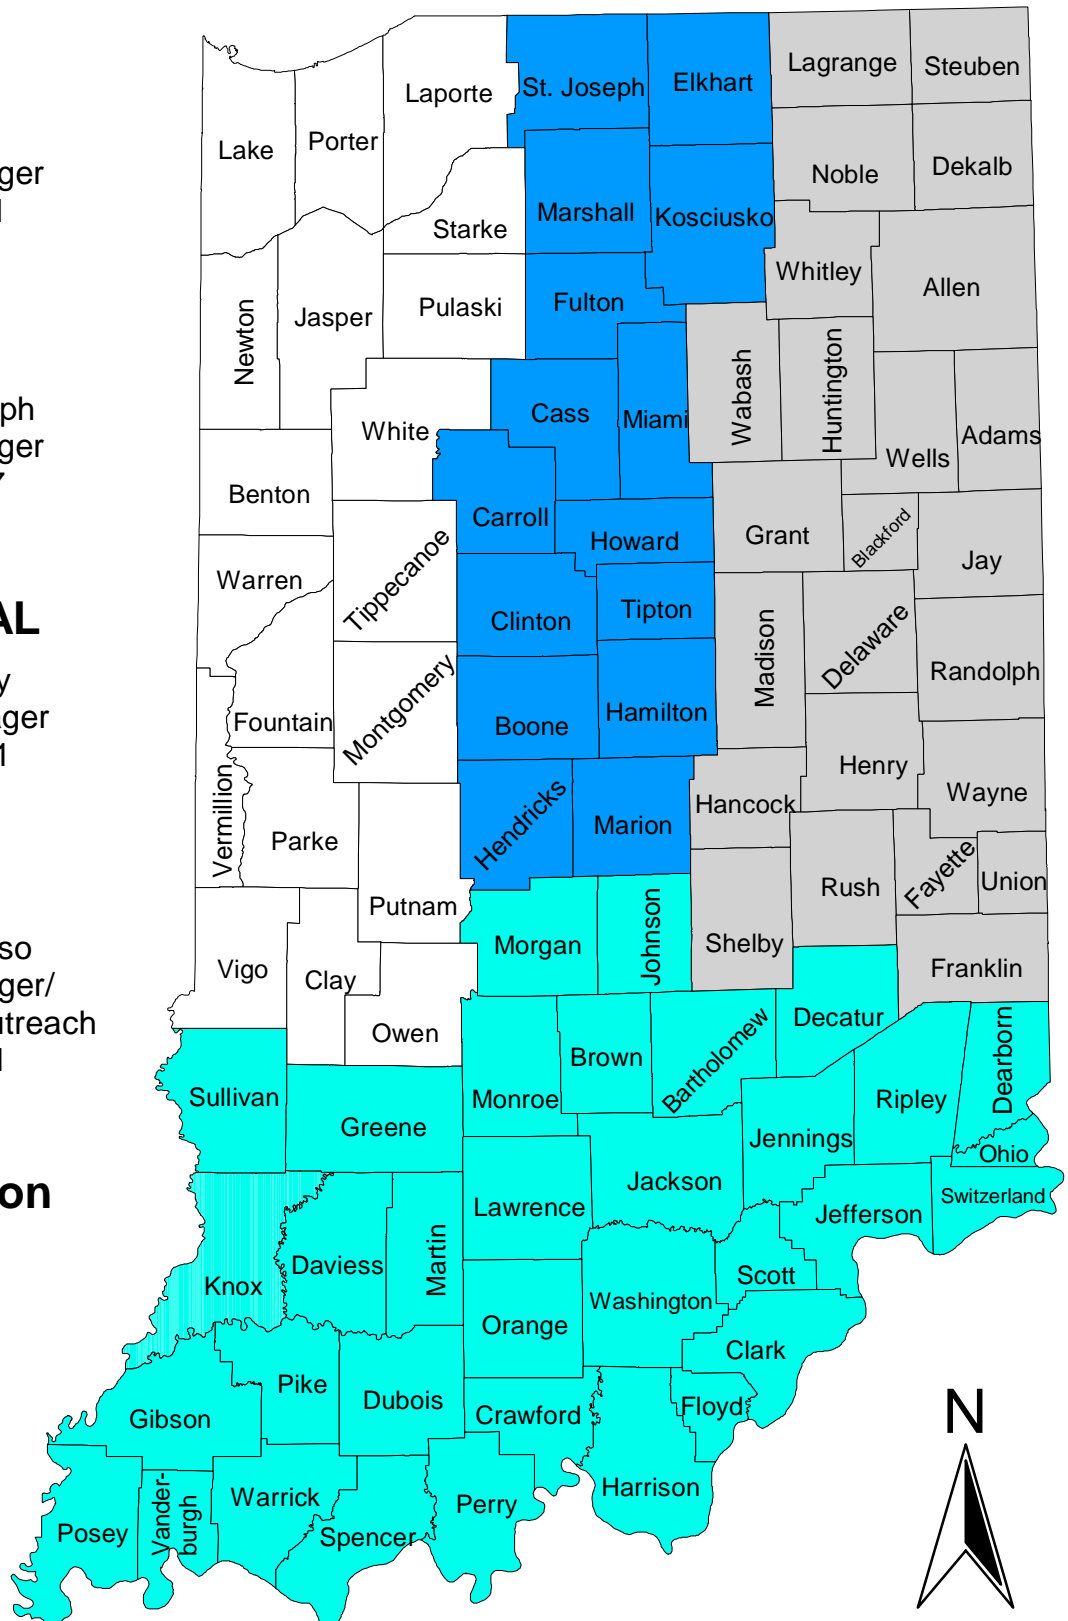 ger
ph
ger
AL
y
ager
1
so
ger/
utreach
on
Lake
Porter
Laporte
St. Joseph
Elkhart
Lagrange
Steuben
Noble
Dekalb
Starke
Marshall
Kosciusko
Whitley
Allen
Newton
Jasper
Pulaski
Fulton
Wabash
Huntington
Wells
Adams
White
Cass
Miami
Benton
Carroll
Howard
Grant
Blackford
Jay
Warren
Tippecanoe
Clinton
Tipton
Madison
Delaware
Randolph
Fountain
Montgomery
Boone
Hamilton
Henry
Wayne
Vermillion
Parke
Hendricks
Marion
Hancock
Putnam
Rush
Fayette
Union
Vigo
Clay
Owen
Morgan
Johnson
Shelby
Franklin
Sullivan
Greene
Monroe
Brown
Bartholomew
Decatur
Ripley
Dearborn
Jennings
Ohio
Jackson
Lawrence
Switzerland
Jefferson
Knox
Daviess
Martin
Orange
Washington
Scott
Clark
Gibson
Pike
Dubois
Crawford
Floyd
Harrison
Posey
Vander-
burgh
Warrick
Spencer
Perry
N